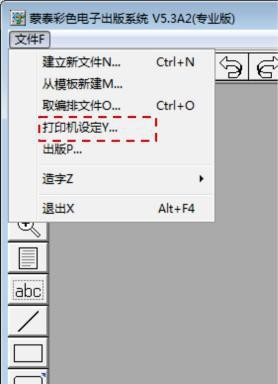 蒙泰彩色电子出版系统 V5.3A2(专业版)
文件F
建立新文件N... Ctrl+N
从模板新建M...
取编排文件O... Ctrl+O
打印机设定Y...
出版P...
造字Z
退出X Alt+F4
abc